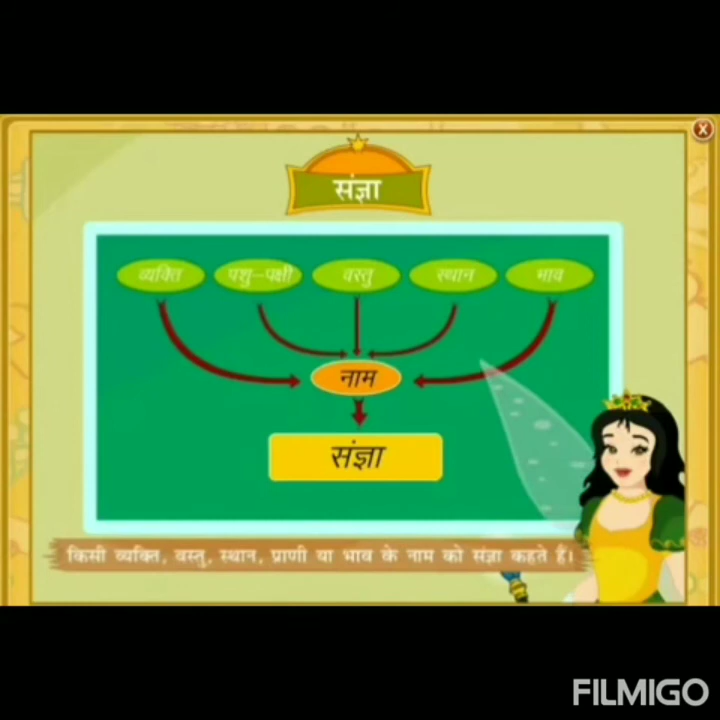 X
संज्ञा
व्यक्ति पशु-पक्षी वस्तु स्थान भाव
नाम
संज्ञा
किसी व्यक्ति, वस्तु, स्थान, प्राणी या भाव के नाम को संज्ञा कहते हैं।
FILMIGO